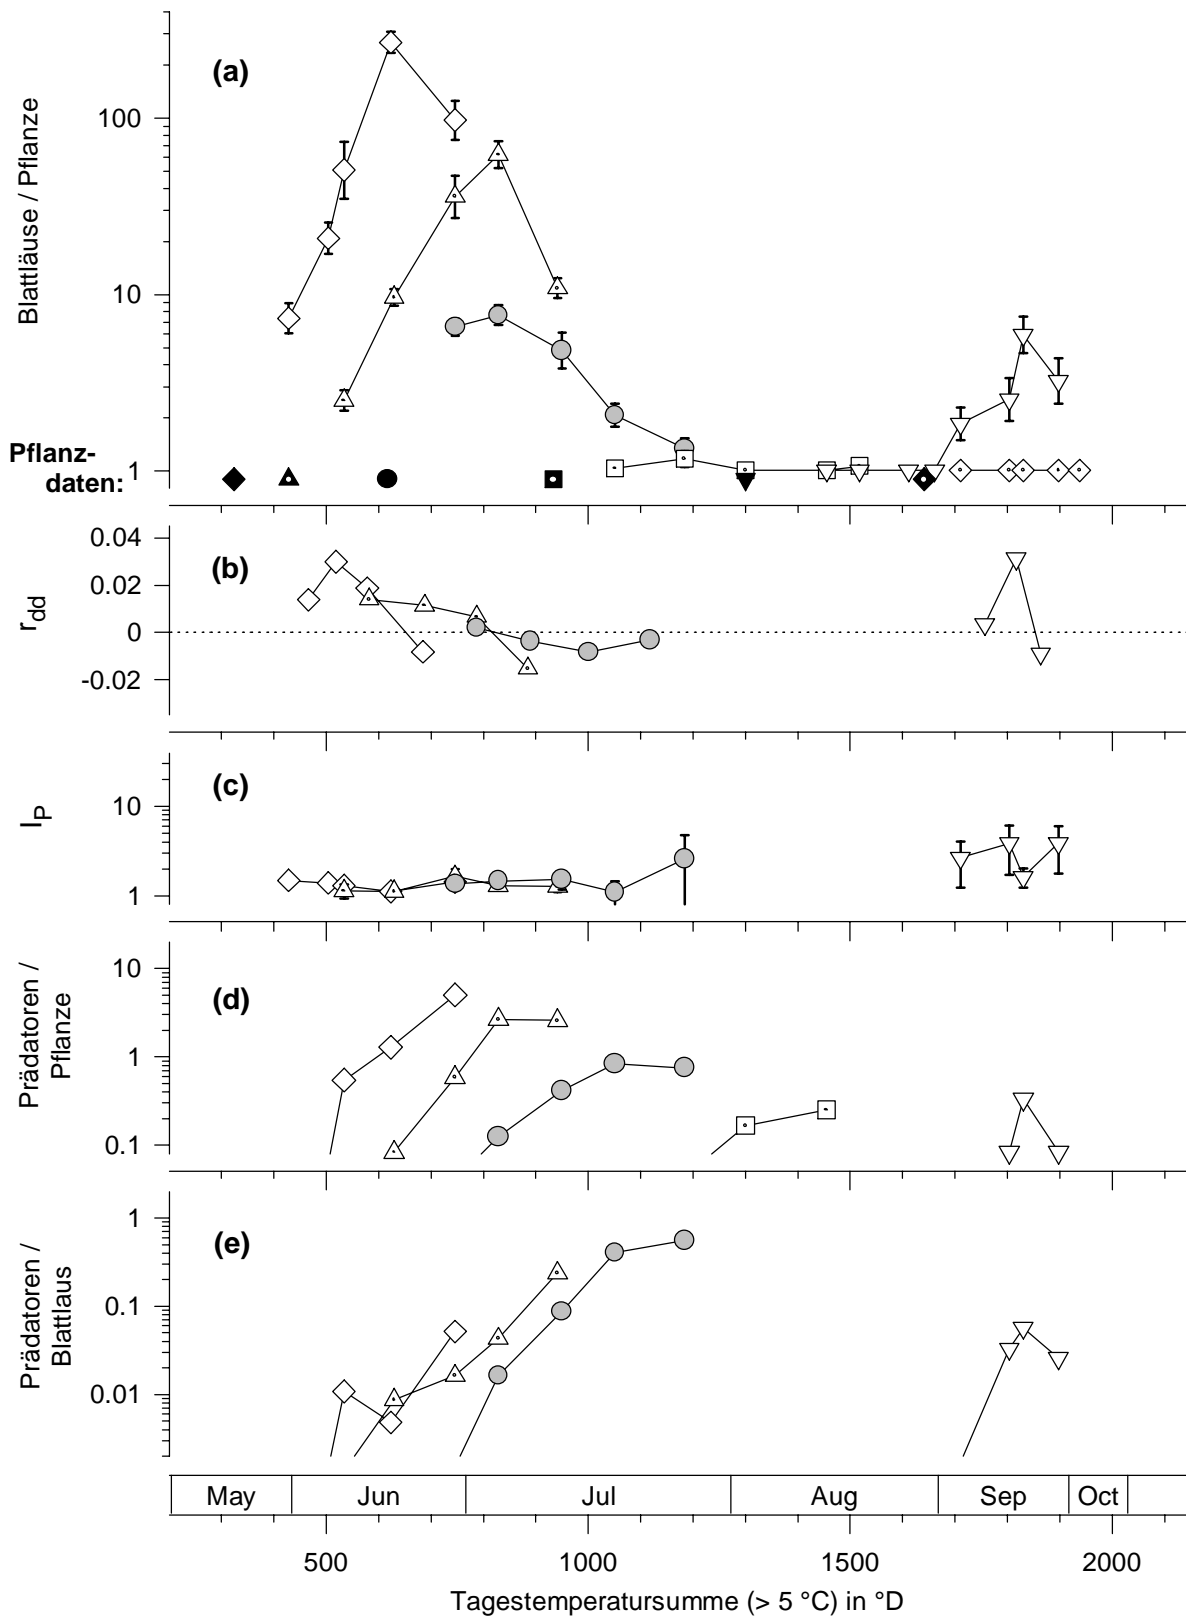 (a)
Blattläuse / Pflanze
100
10
1
Pflanz-
daten:
(b)
r_dd
0.04
0.02
0
-0.02
(c)
I_P
10
1
(d)
Prädatoren /
Pflanze
10
1
0.1
(e)
Prädatoren /
Blattlaus
1
0.1
0.01
May Jun Jul Aug Sep Oct
500 1000 1500 2000
Tagestemperatursumme (> 5 °C) in °D